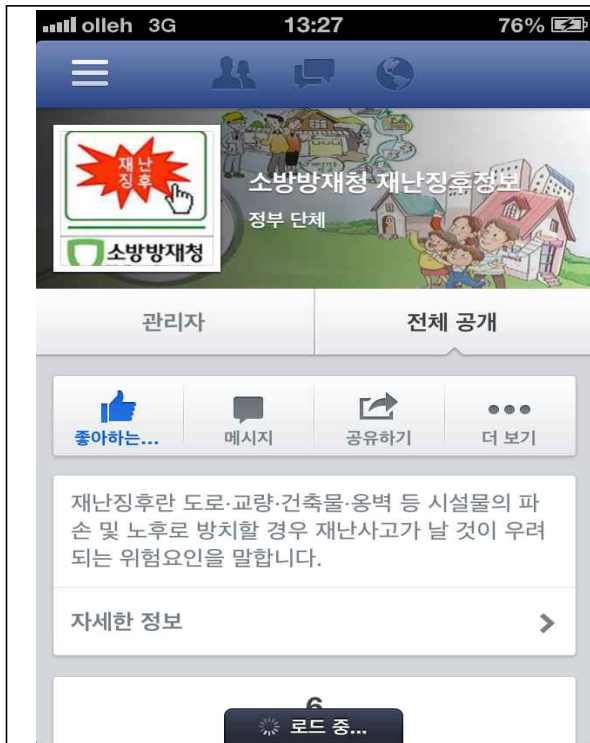 olleh 3G 13:27 76%
재난
징후
소방방재청
소방방재청 재난징후정보
정부 단체
관리자 전체 공개
좋아하는... 메시지 공유하기 더 보기
재난징후란 도로·교량·건축물·옹벽 등 시설물의 파
손 및 노후로 방치할 경우 재난사고가 날 것이 우려
되는 위험요인을 말합니다.
자세한 정보
6
로드 중...